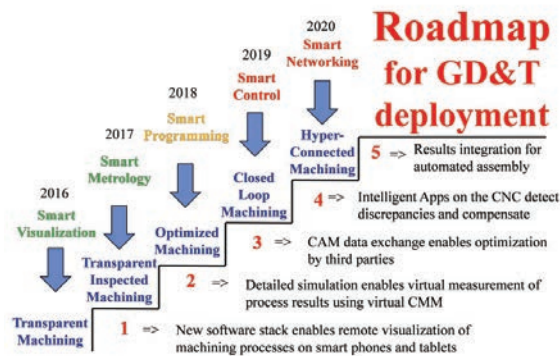 Roadmap
for GD&T
deployment
2020
Smart
Networking
2019
Smart
Control
2018
Smart
Programming
2017
Smart
Metrology
2016
Smart
Visualization
Hyper-
Connected
Machining
Closed
Loop
Machining
Optimized
Machining
Transparent
Inspected
Machining
Transparent
Machining
5 => Results integration for
automated assembly
4 => Intelligent Apps on the CNC detect
discrepancies and compensate
3 => CAM data exchange enables optimization
by third parties
2 => Detailed simulation enables virtual measurement of
process results using virtual CMM
1 => New software stack enables remote visualization of
machining processes on smart phones and tablets